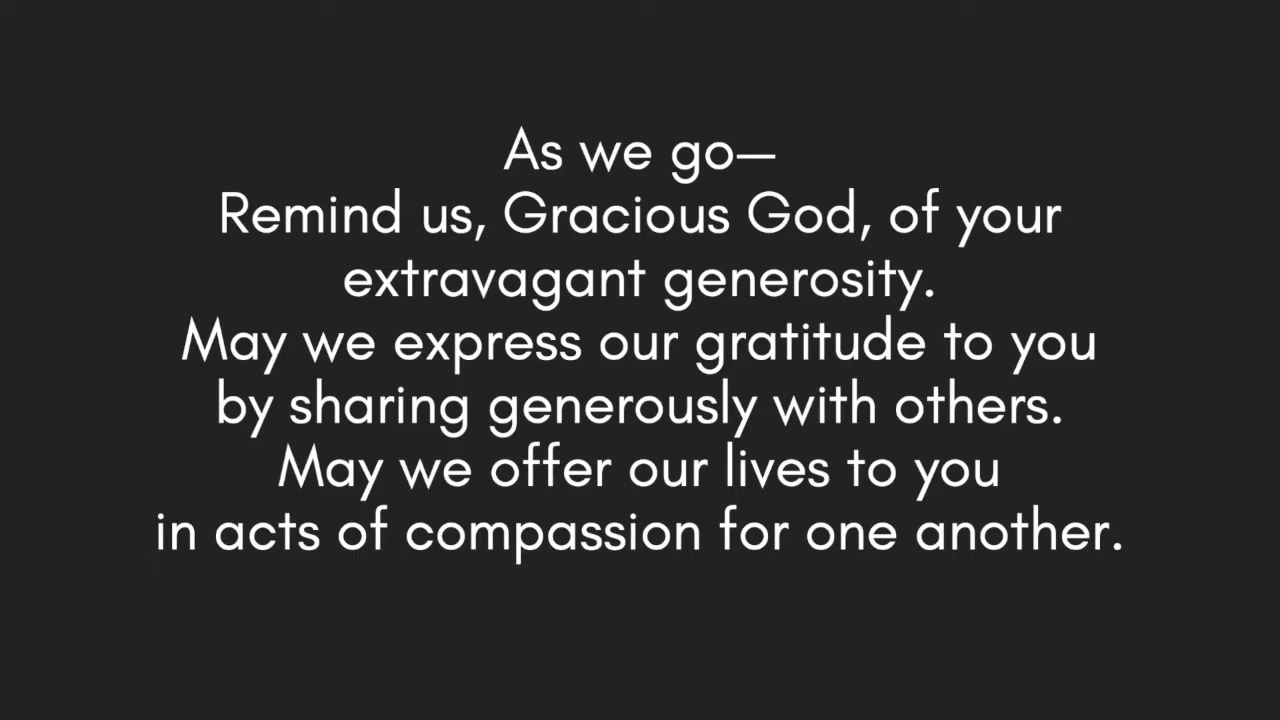 As we go—
Remind us, Gracious God, of your
extravagant generosity.
May we express our gratitude to you
by sharing generously with others.
May we offer our lives to you
in acts of compassion for one another.